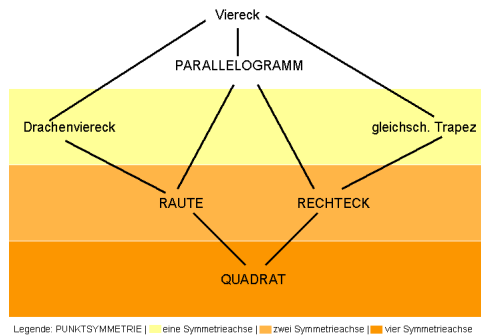 Viereck
PARALLELOGRAMM
Drachenviereck
gleichsch. Trapez
RAUTE
RECHTECK
QUADRAT
Legende: PUNKTSYMMETRIE | eine Symmetrieachse | zwei Symmetrieachse | vier Symmetrieachse